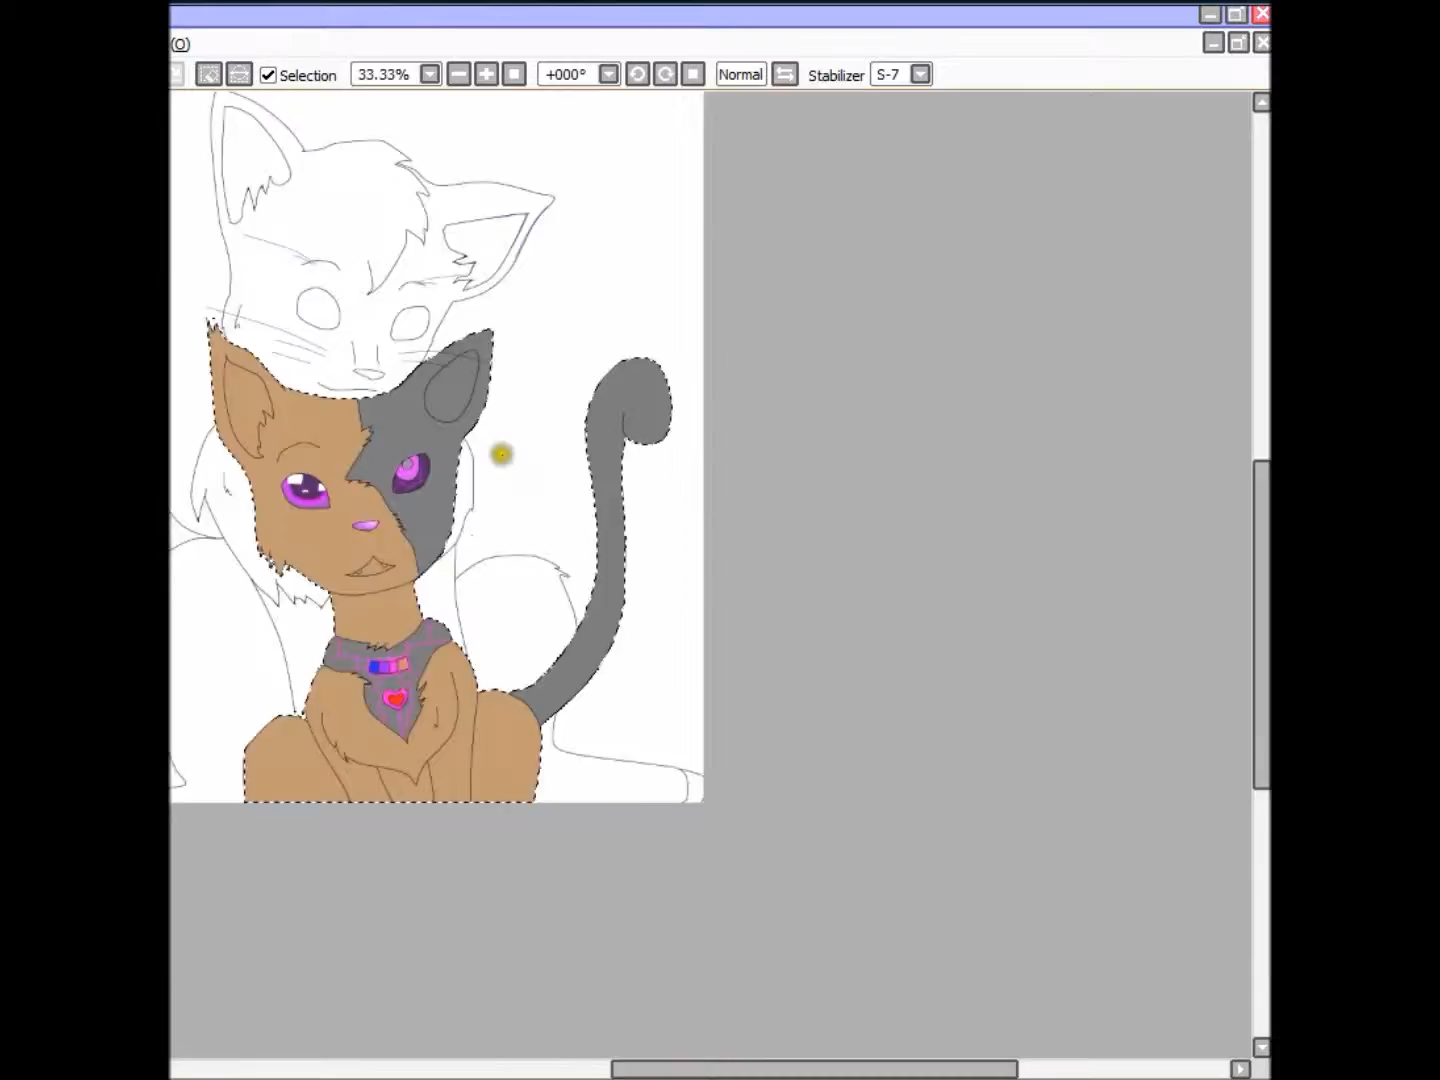 (O)
Selection 33.33% +000° Normal Stabilizer S-7